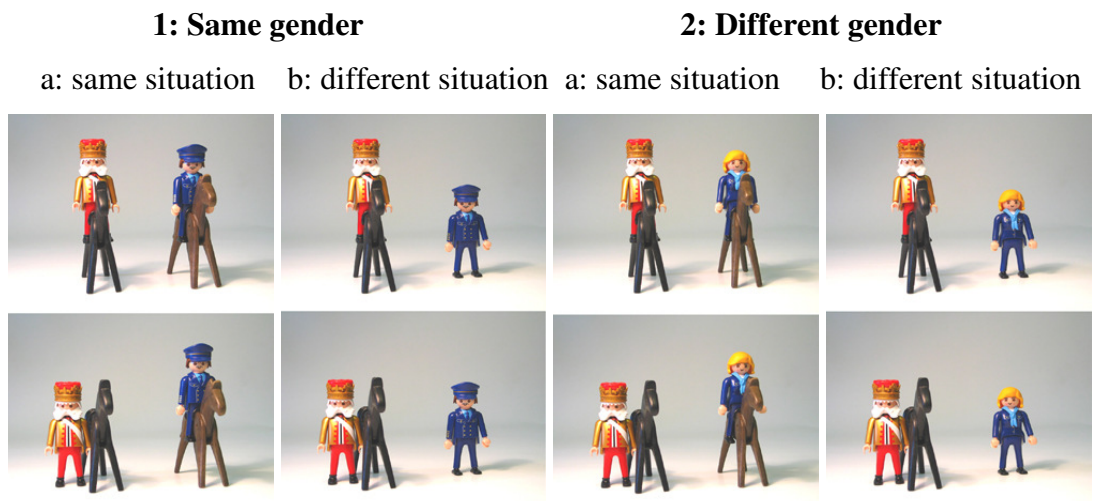 1: Same gender 2: Different gender
a: same situation b: different situation a: same situation b: different situation